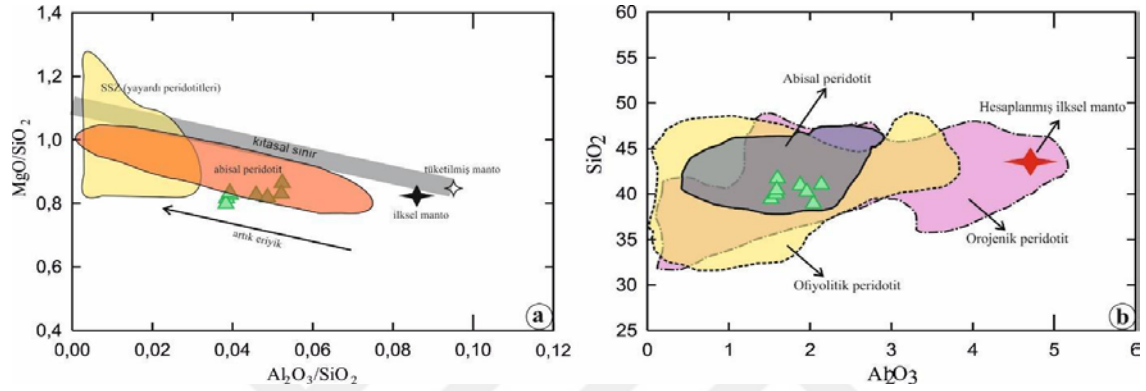 1,4
1,2
1,0
0,8
0,6
0,4
MgO/SiO2
0,00
0,02
0,04
0,06
0,08
0,10
0,12
Al2O3/SiO2
SSZ (yayardı peridotitleri)
kıtasal sınır
abisal peridotit
tüketilmiş manto
ilksel manto
artık eriyik
a
60
55
50
45
40
35
30
25
SiO2
0
1
2
3
4
5
6
Al2O3
Abisal peridotit
Hesaplanmış ilksel manto
Orojenik peridotit
Ofiyolitik peridotit
b